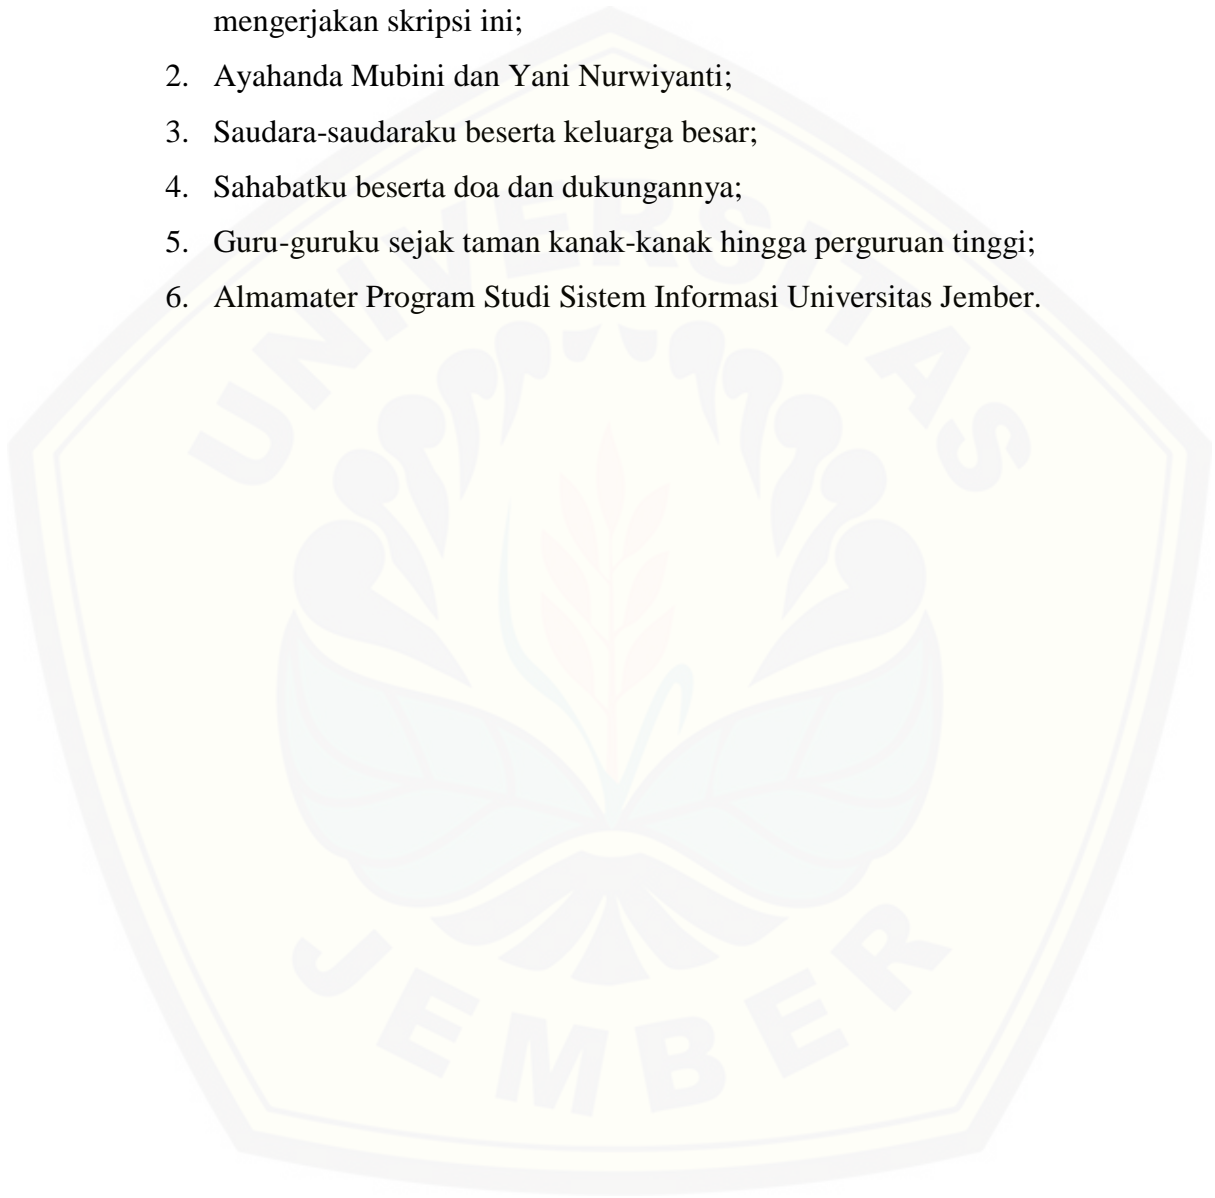 mengerjakan skripsi ini;
2. Ayahanda Mubini dan Yani Nurwiyanti;
3. Saudara-saudaraku beserta keluarga besar;
4. Sahabatku beserta doa dan dukungannya;
5. Guru-guruku sejak taman kanak-kanak hingga perguruan tinggi;
6. Almamater Program Studi Sistem Informasi Universitas Jember.
UNIVERSITAS
JEMBER